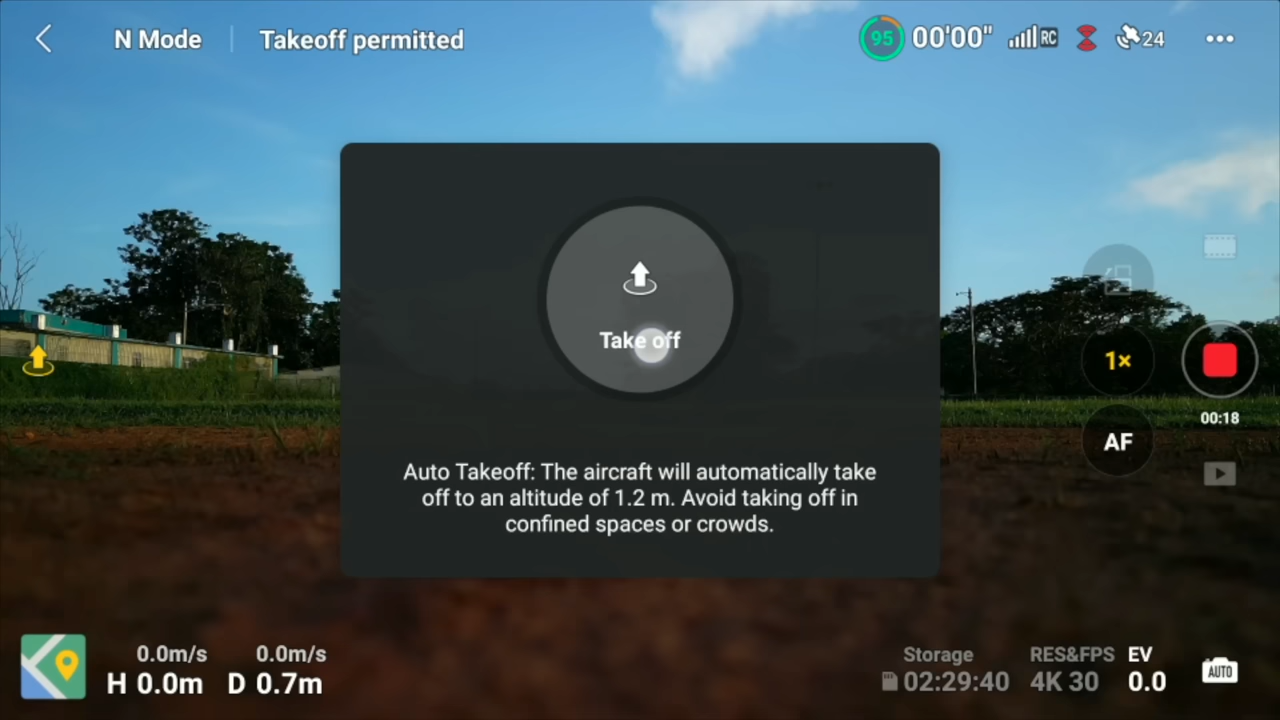 N Mode
Takeoff permitted
95
00'00"
RC
24
Take off
1×
00:18
AF
Auto Takeoff: The aircraft will automatically take
off to an altitude of 1.2 m. Avoid taking off in
confined spaces or crowds.
0.0m/s 0.0m/s
H 0.0m D 0.7m
Storage
02:29:40
RES&FPS
4K 30
EV
0.0
AUTO